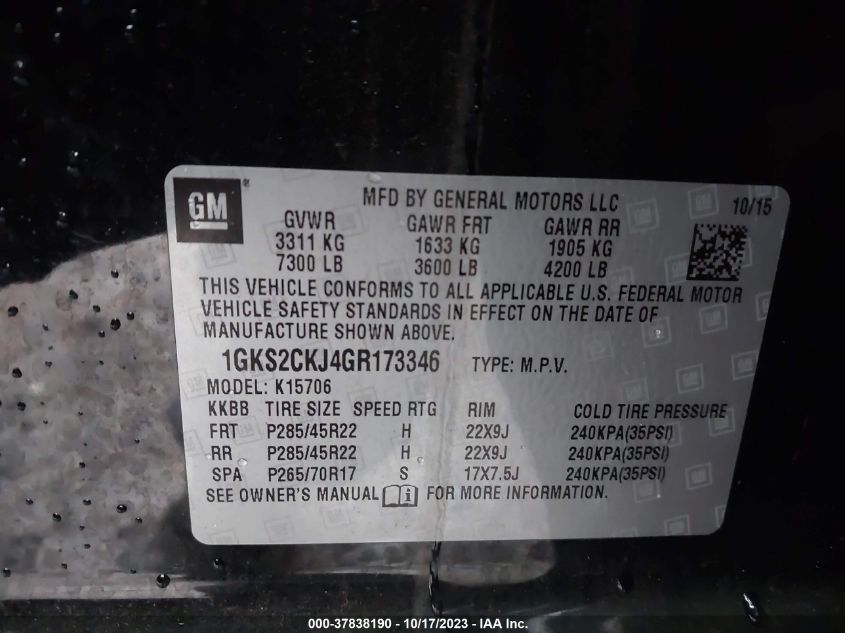 GM
MFD BY GENERAL MOTORS LLC 10/15
GVWR GAWR FRT GAWR RR
3311 KG 1633 KG 1905 KG
7300 LB 3600 LB 4200 LB
THIS VEHICLE CONFORMS TO ALL APPLICABLE U.S. FEDERAL MOTOR
VEHICLE SAFETY STANDARDS IN EFFECT ON THE DATE OF
MANUFACTURE SHOWN ABOVE.
1GKS2CKJ4GR173346 TYPE: M.P.V.
MODEL: K15706
KKBB TIRE SIZE SPEED RTG RIM COLD TIRE PRESSURE
FRT P285/45R22 H 22X9J 240KPA(35PSI)
RR P285/45R22 H 22X9J 240KPA(35PSI)
SPA P265/70R17 S 17X7.5J 240KPA(35PSI)
SEE OWNER'S MANUAL FOR MORE INFORMATION.
000-37838190 - 10/17/2023 - IAA Inc.